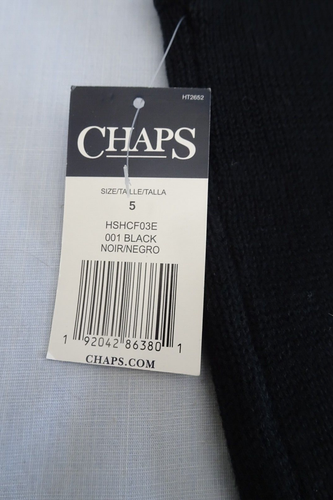 HT2652
CHAPS
SIZE/TAILLE/TALLA
5
HSHCF03E
001 BLACK
NOIR/NEGRO
1 92042 86380 1
CHAPS.COM